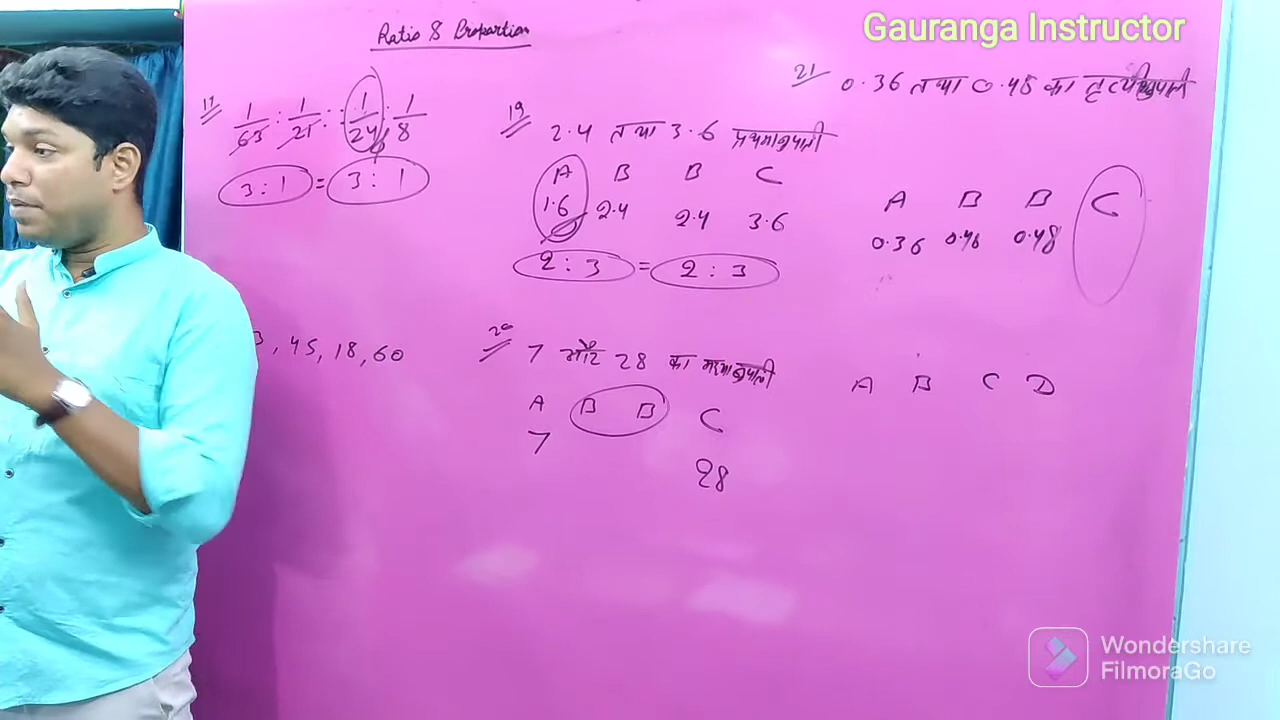 Gauranga Instructor
Ratio & Proportion
17
1/63 : 1/21 :: 1/24 : 1/8
3 : 1 = 3 : 1
, 45, 18, 60
19
2.4 तथा 3.6 प्रथमानुपाती
A B B C
1.6 2.4 2.4 3.6
2 : 3 = 2 : 3
20
7 और 28 का मध्यानुपाती
A B B C
7
28
21
0.36 तथा 0.48 का तृतीयानुपाती
A B B C
0.36 0.48 0.48
A B C D
Wondershare
FilmoraGo